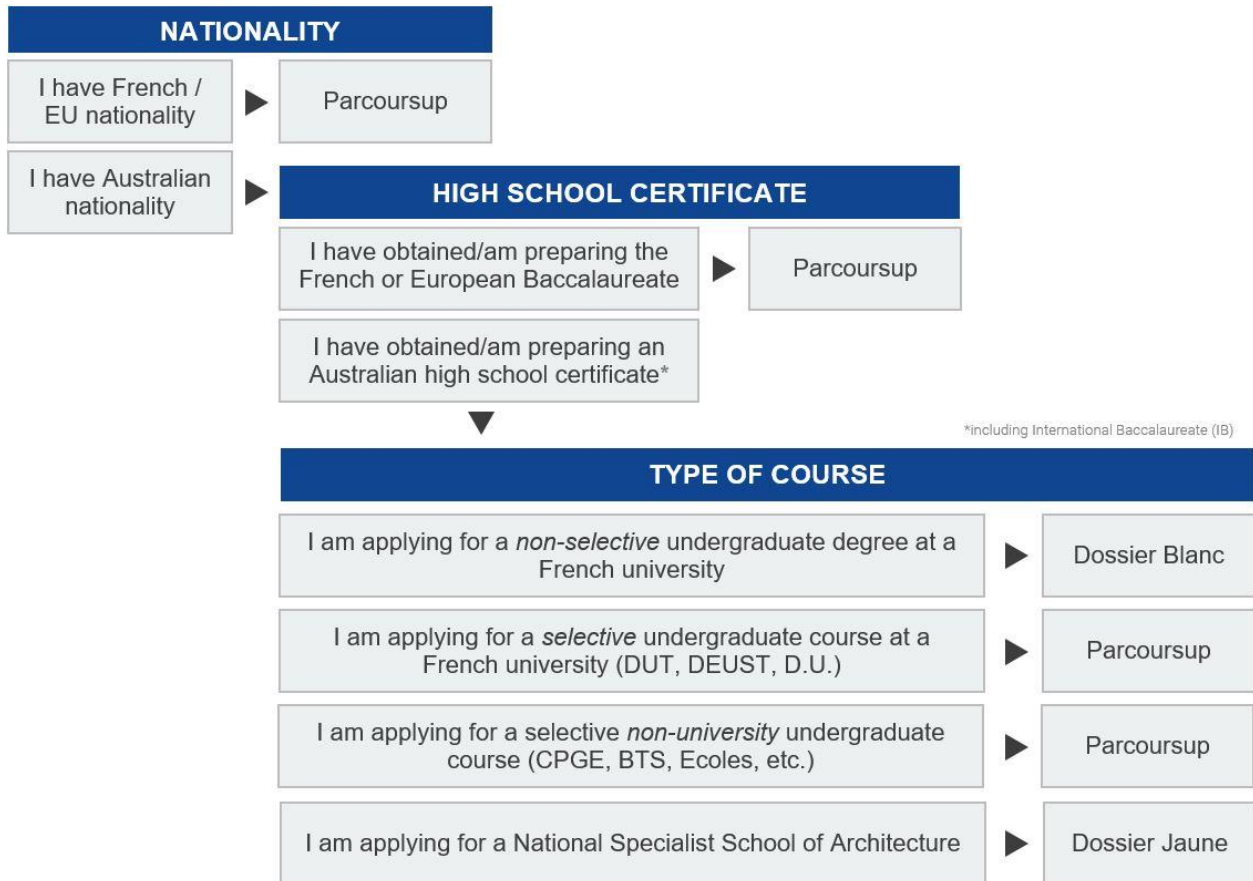 NATIONALITY
I have French /
EU nationality
Parcoursup
I have Australian
nationality
HIGH SCHOOL CERTIFICATE
I have obtained/am preparing the
French or European Baccalaureate
Parcoursup
I have obtained/am preparing an
Australian high school certificate*
*including International Baccalaureate (IB)
TYPE OF COURSE
I am applying for a non-selective undergraduate degree at a
French university
Dossier Blanc
I am applying for a selective undergraduate course at a
French university (DUT, DEUST, D.U.)
Parcoursup
I am applying for a selective non-university undergraduate
course (CPGE, BTS, Ecoles, etc.)
Parcoursup
I am applying for a National Specialist School of Architecture
Dossier Jaune